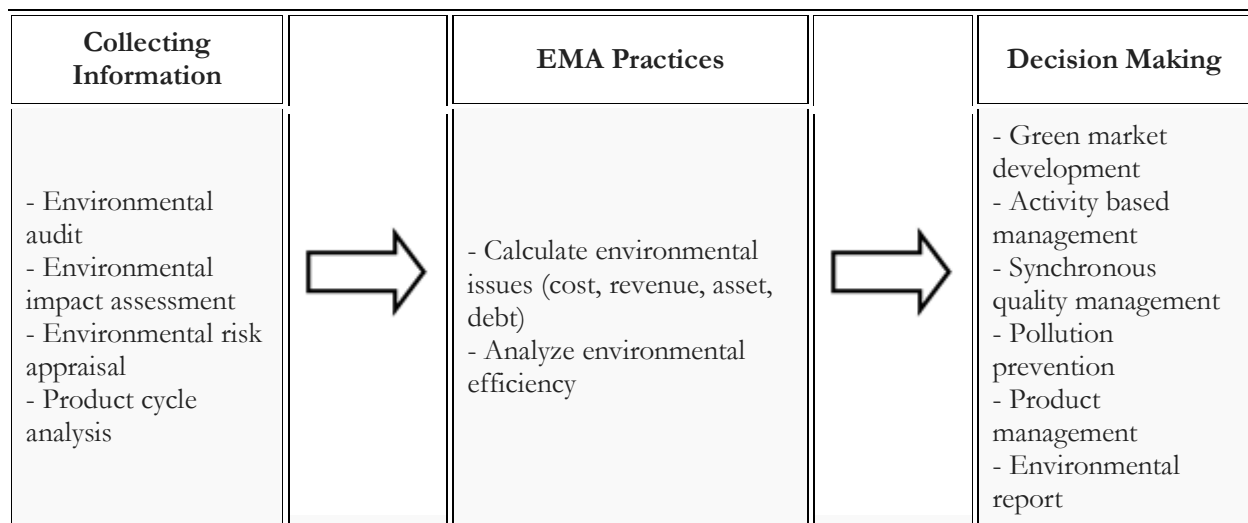 Collecting
Information
EMA Practices
Decision Making
- Environmental
audit
- Environmental
impact assessment
- Environmental risk
appraisal
- Product cycle
analysis
- Calculate environmental
issues (cost, revenue, asset,
debt)
- Analyze environmental
efficiency
- Green market
development
- Activity based
management
- Synchronous
quality management
- Pollution
prevention
- Product
management
- Environmental
report